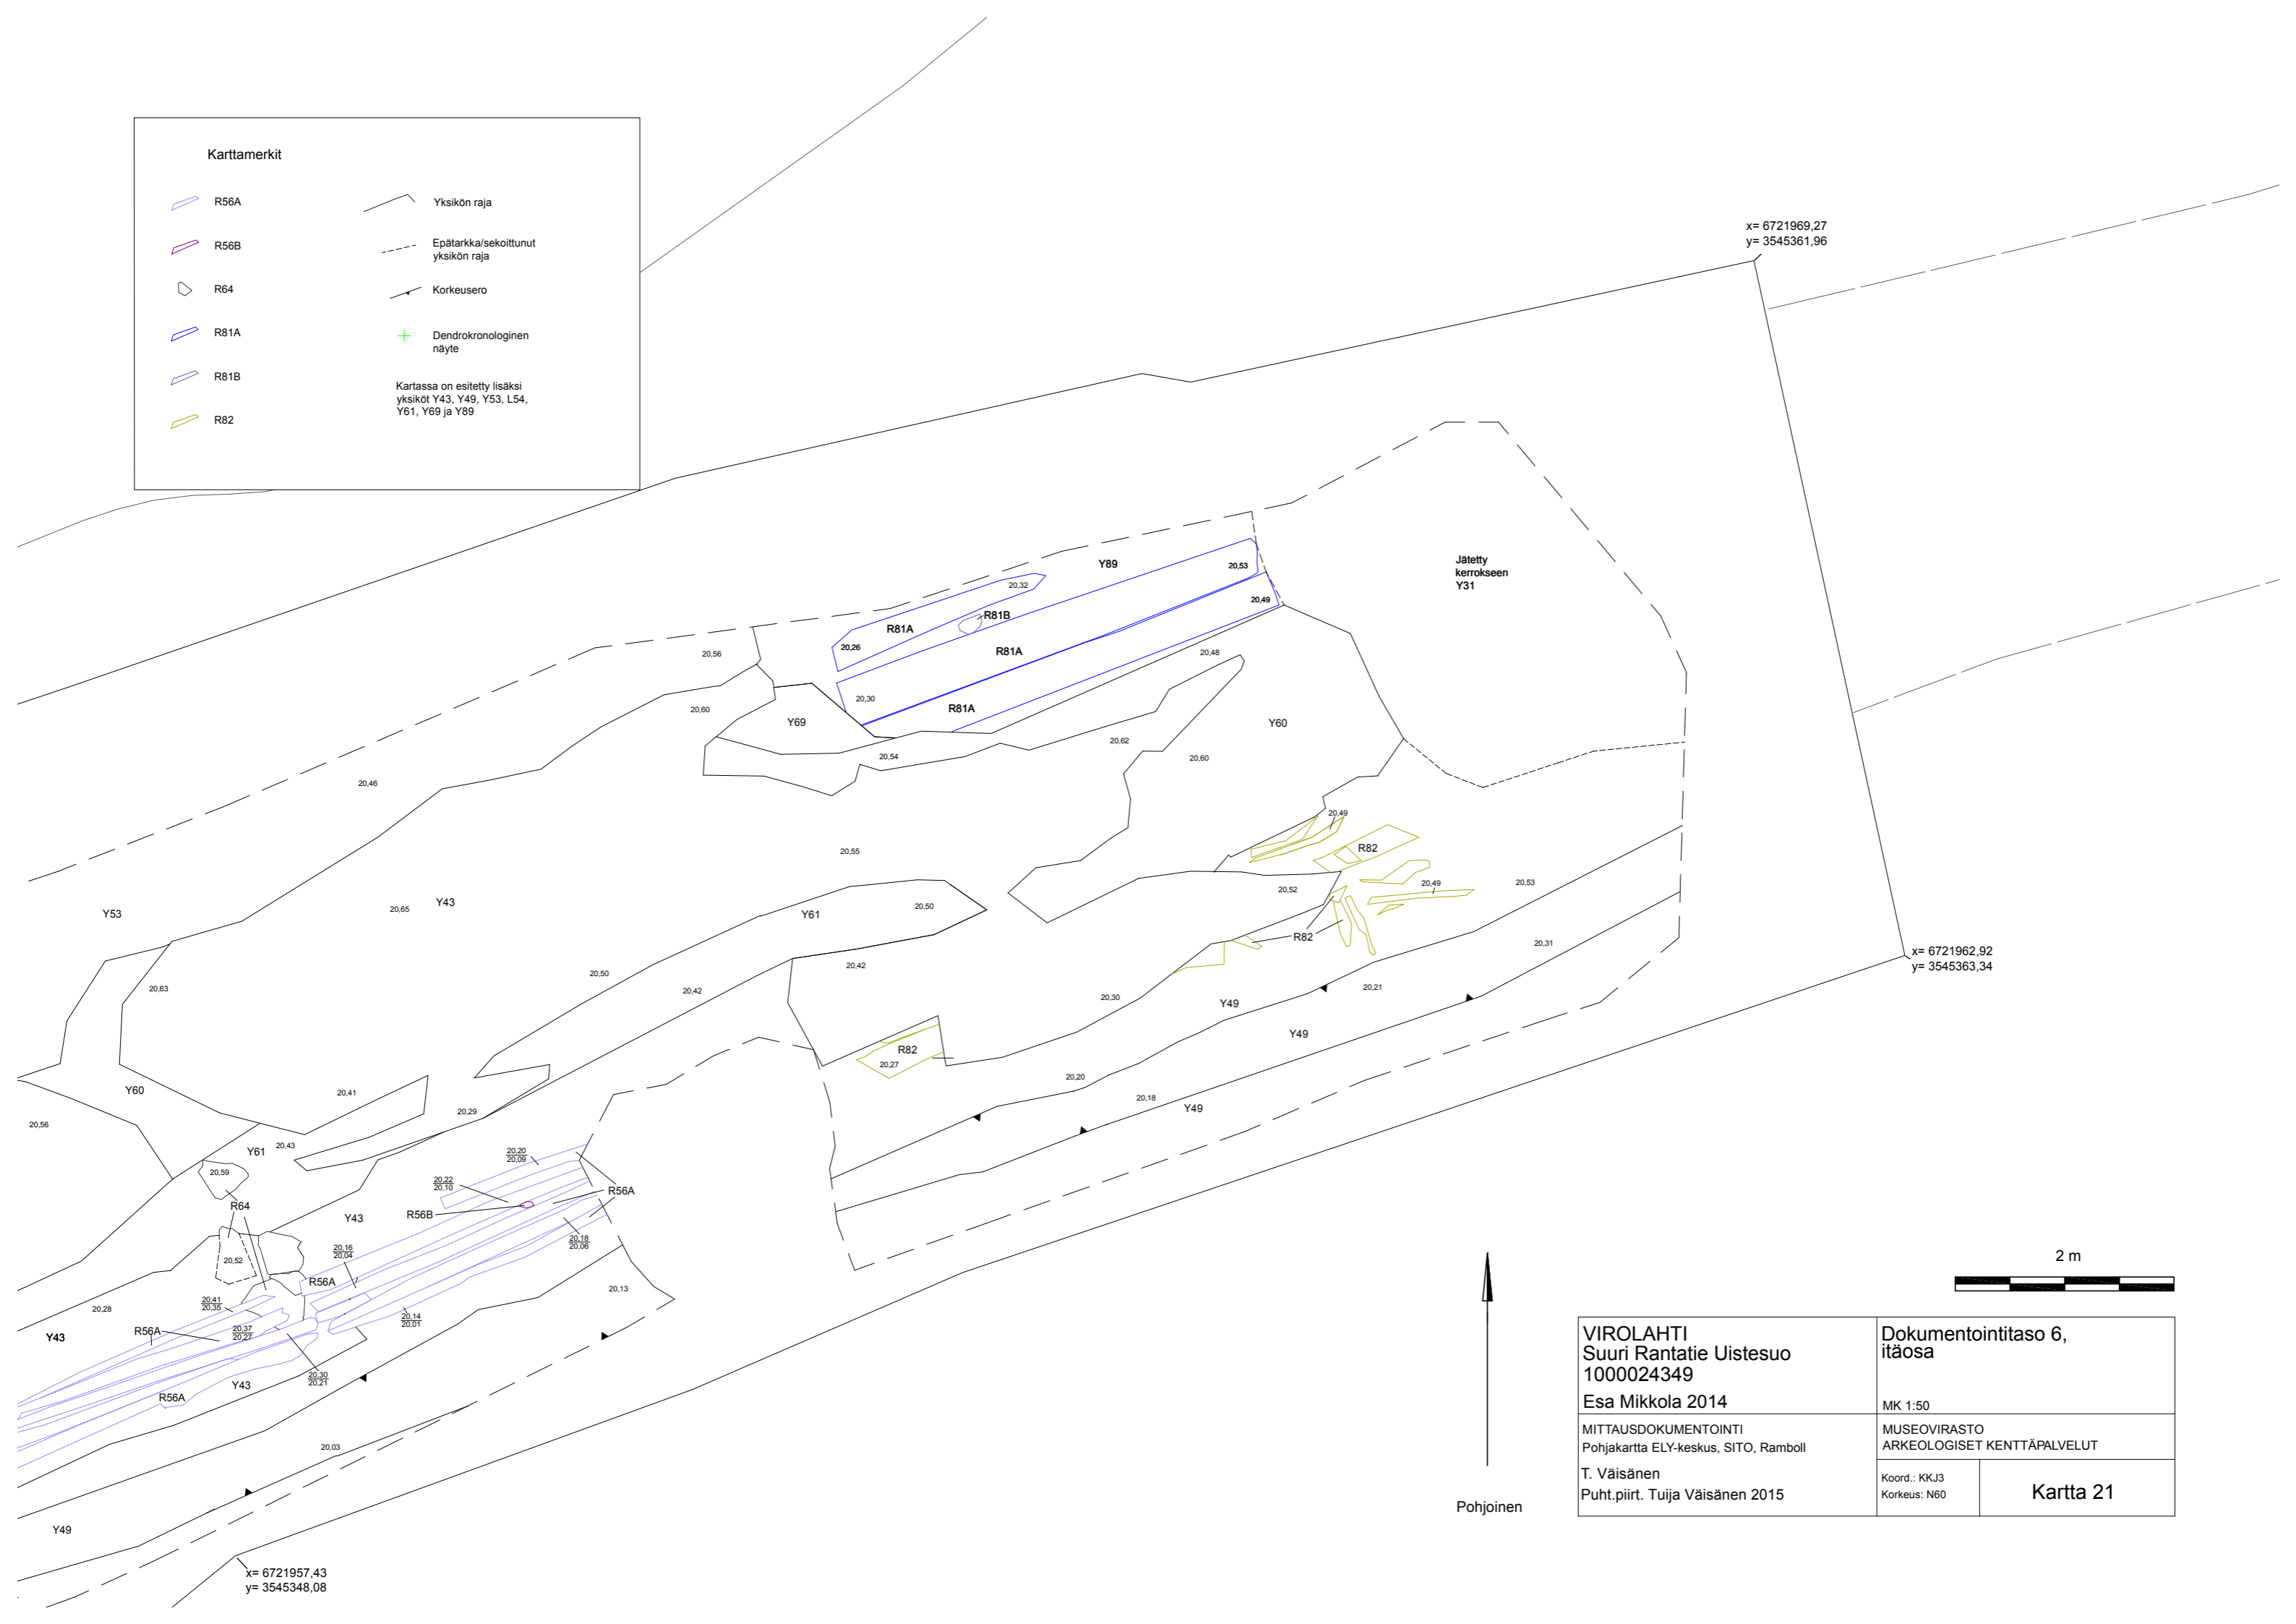 Karttamerkit
R56A
R56B
R64
R81A
R81B
R82
Yksikön raja
Epätarkka/sekoittunut
yksikön raja
Korkeusero
Dendrokronologinen
näyte
Kartassa on esitetty lisäksi
yksiköt Y43, Y49, Y53, L54,
Y61, Y69 ja Y89
x= 6721969,27
y= 3545361,96
Y89
20,53
Jätetty
kerrokseen
Y31
20,32
20,49
R81B
R81A
20,26
R81A
20,56
20,48
20,30
R81A
20,60
Y69
Y60
20,62
20,54
20,60
20,46
20,49
R82
20,55
20,49
20,53
20,52
Y43
20,65
20,50
Y61
Y53
R82
20,31
x= 6721962,92
y= 3545363,34
20,42
20,50
20,63
20,42
20,30
20,21
Y49
Y49
R82
20,27
20,20
20,18
Y49
Y60
20,41
20,29
20,56
20,43
Y61
20,20
20,09
20,59
20,22
20,10
R56A
R64
R56B
Y43
20,18
20,06
20,16
20,04
20,52
R56A
20,13
20,41
20,35
20,28
20,14
20,01
R56A
20,37
20,27
Y43
20,30
20,21
Y43
R56A
20,03
Y49
x= 6721957,43
y= 3545348,08
2 m
Pohjoinen
VIROLAHTI
Suuri Rantatie Uistesuo
1000024349
Esa Mikkola 2014
Dokumentointitaso 6,
itäosa
MK 1:50
MITTAUSDOKUMENTOINTI
Pohjakartta ELY-keskus, SITO, Ramboll
T. Väisänen
Puht.piirt. Tuija Väisänen 2015
MUSEOVIRASTO
ARKEOLOGISET KENTTÄPALVELUT
Koord.: KKJ3
Korkeus: N60
Kartta 21